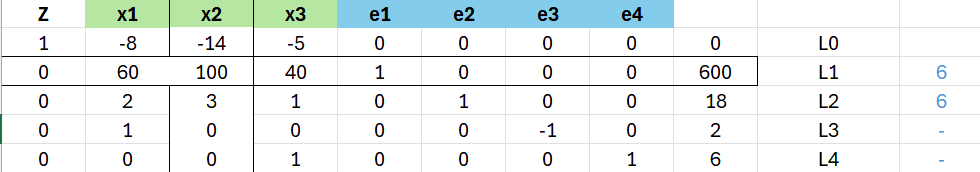 Z x1 x2 x3 e1 e2 e3 e4
1 -8 -14 -5 0 0 0 0 0 L0
0 60 100 40 1 0 0 0 600 L1 6
0 2 3 1 0 1 0 0 18 L2 6
0 1 0 0 0 0 -1 0 2 L3 -
0 0 0 1 0 0 0 1 6 L4 -